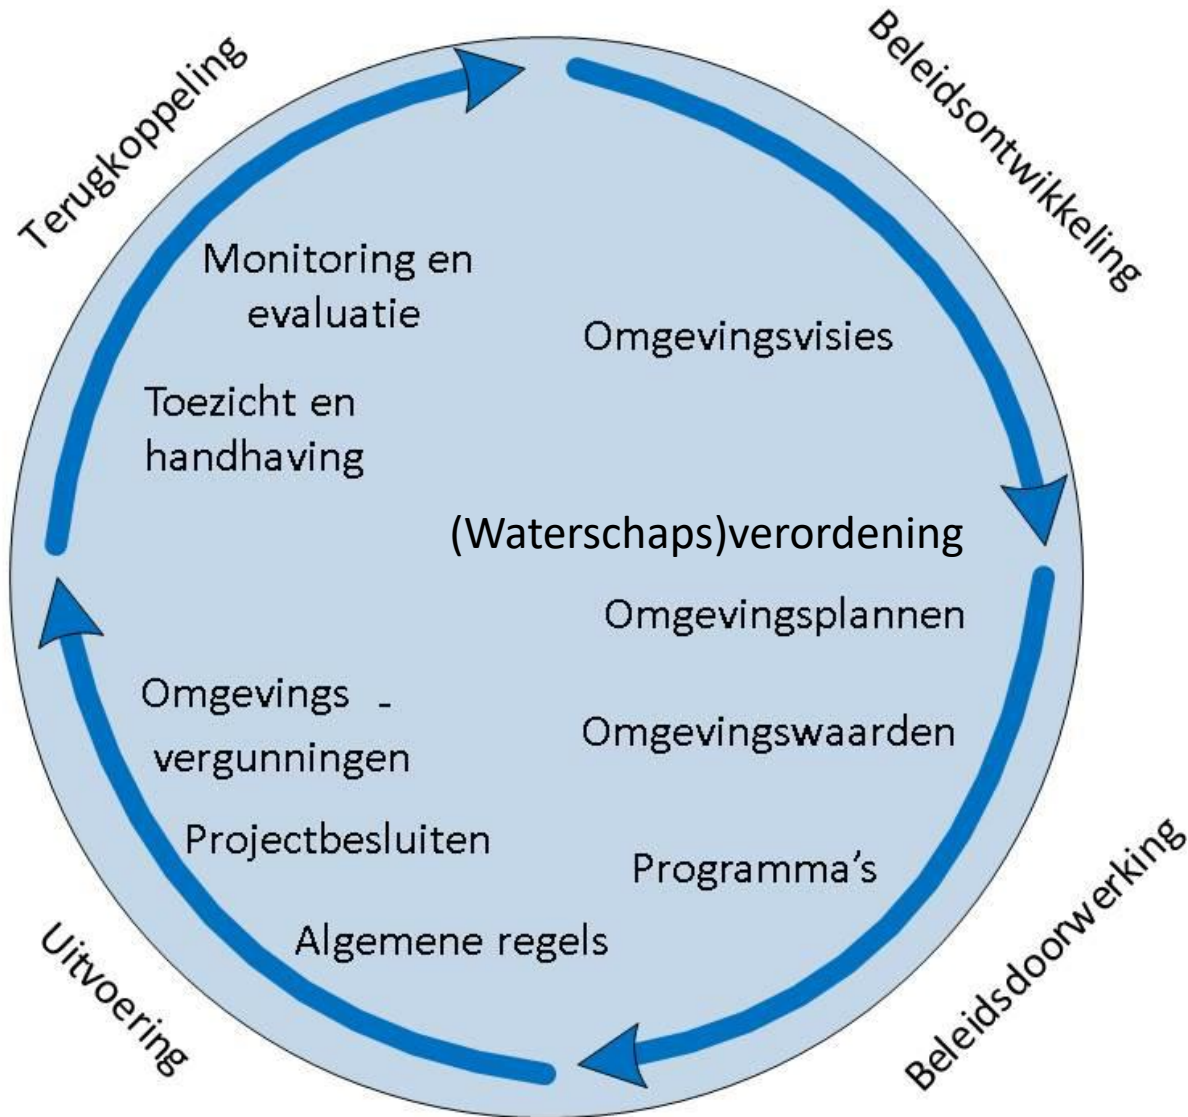 Terugkoppeling
Beleidsontwikkeling
Monitoring en
evaluatie
Omgevingsvisies
Toezicht en
handhaving
(Waterschaps)verordening
Omgevingsplannen
Omgevings -
vergunningen
Omgevingswaarden
Projectbesluiten
Programma's
Algemene regels
Uitvoering
Beleidsdoorwerking